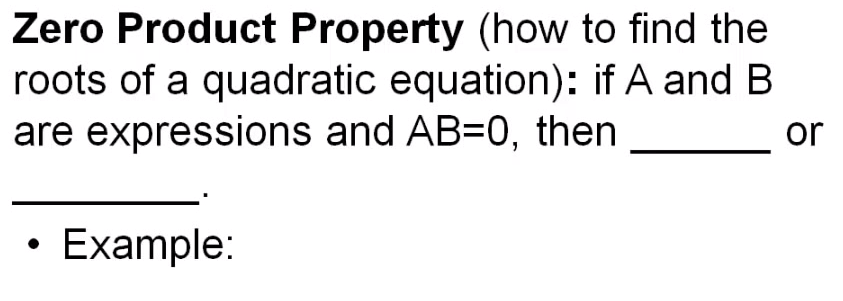 Zero Product Property (how to find the
roots of a quadratic equation): if A and B
are expressions and AB=0, then ______ or
________.
• Example: